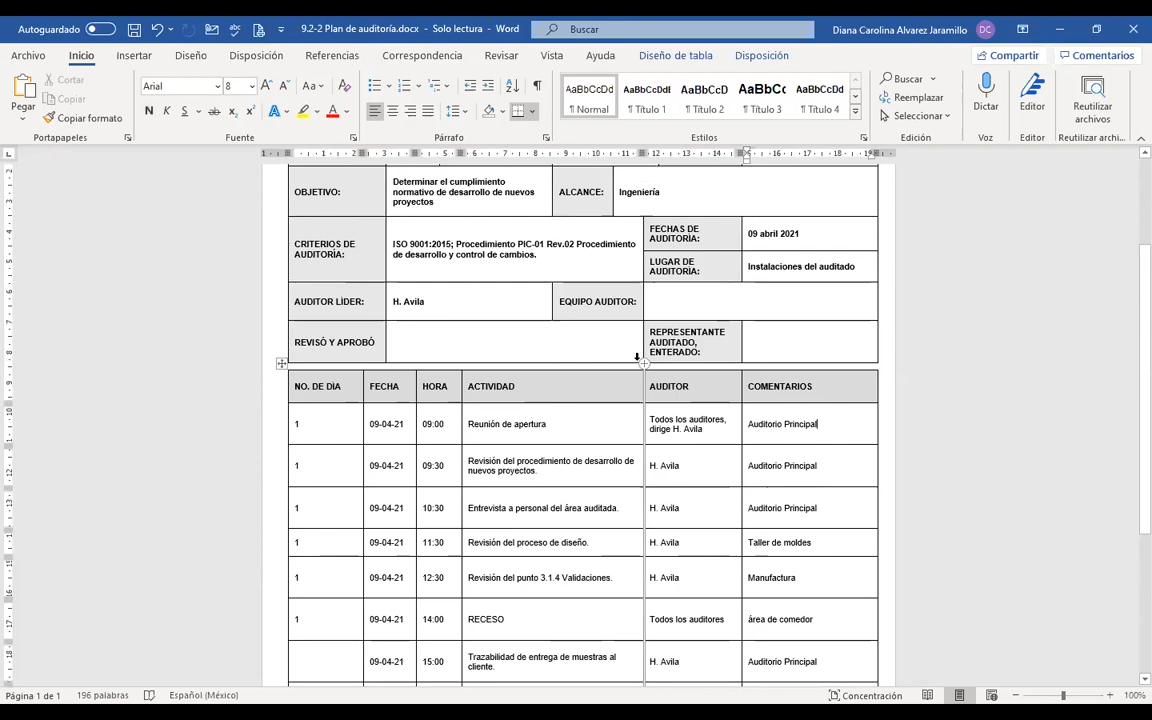 Autoguardado 9.2-2 Plan de auditoría.docx - Solo lectura - Word Buscar Diana Carolina Alvarez Jaramillo DC
Archivo Inicio Insertar Diseño Disposición Referencias Correspondencia Revisar Vista Ayuda Diseño de tabla Disposición Compartir Comentarios
Pegar
Cortar
Copiar
Copiar formato
Arial 8
Aa
N K S
AaBbCcD AaBbCcDd AaBbCcD AaBbCc AaBbCcDc
¶ Normal ¶ Título 1 ¶ Título 2 ¶ Título 3 ¶ Título 4
Buscar
Reemplazar
Seleccionar
Dictar
Editor
Reutilizar
archivos
Portapapeles Fuente Párrafo Estilos Edición Voz Editor Reutilizar archi...
OBJETIVO:
Determinar el cumplimiento
normativo de desarrollo de nuevos
proyectos
ALCANCE:
Ingeniería
CRITERIOS DE
AUDITORÌA:
ISO 9001:2015; Procedimiento PIC-01 Rev.02 Procedimiento
de desarrollo y control de cambios.
FECHAS DE
AUDITORÌA:
09 abril 2021
LUGAR DE
AUDITORÌA:
Instalaciones del auditado
AUDITOR LÌDER:
H. Avila
EQUIPO AUDITOR:
REVISÓ Y APROBÓ
REPRESENTANTE
AUDITADO,
ENTERADO:
NO. DE DÌA FECHA HORA ACTIVIDAD AUDITOR COMENTARIOS
1 09-04-21 09:00 Reunión de apertura Todos los auditores,
dirige H. Avila Auditorio Principal
1 09-04-21 09:30 Revisión del procedimiento de desarrollo de
nuevos proyectos. H. Avila Auditorio Principal
1 09-04-21 10:30 Entrevista a personal del área auditada. H. Avila Auditorio Principal
1 09-04-21 11:30 Revisión del proceso de diseño. H. Avila Taller de moldes
1 09-04-21 12:30 Revisión del punto 3.1.4 Validaciones. H. Avila Manufactura
1 09-04-21 14:00 RECESO Todos los auditores área de comedor
09-04-21 15:00 Trazabilidad de entrega de muestras al
cliente. H. Avila Auditorio Principal
Página 1 de 1 196 palabras Español (México) Concentración 100%